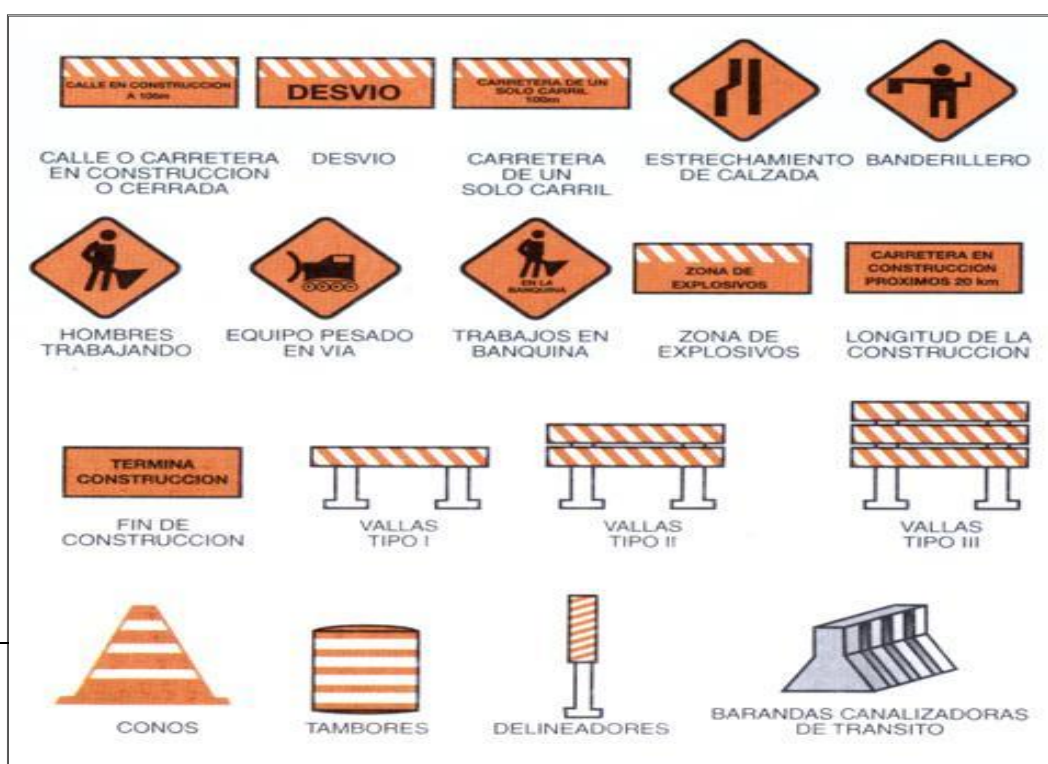 CALLE EN CONSTRUCCION
A 100m
DESVIO
CARRETERA DE UN
SOLO CARRIL
100m
CALLE O CARRETERA
EN CONSTRUCCION
O CERRADA
DESVIO
CARRETERA
DE UN
SOLO CARRIL
ESTRECHAMIENTO
DE CALZADA
BANDERILLERO
EN LA
BANQUINA
ZONA DE
EXPLOSIVOS
CARRETERA EN
CONSTRUCCION
PROXIMOS 20 km
HOMBRES
TRABAJANDO
EQUIPO PESADO
EN VIA
TRABAJOS EN
BANQUINA
ZONA DE
EXPLOSIVOS
LONGITUD DE LA
CONSTRUCCION
TERMINA
CONSTRUCCION
FIN DE
CONSTRUCCION
VALLAS
TIPO I
VALLAS
TIPO II
VALLAS
TIPO III
CONOS
TAMBORES
DELINEADORES
BARANDAS CANALIZADORAS
DE TRANSITO